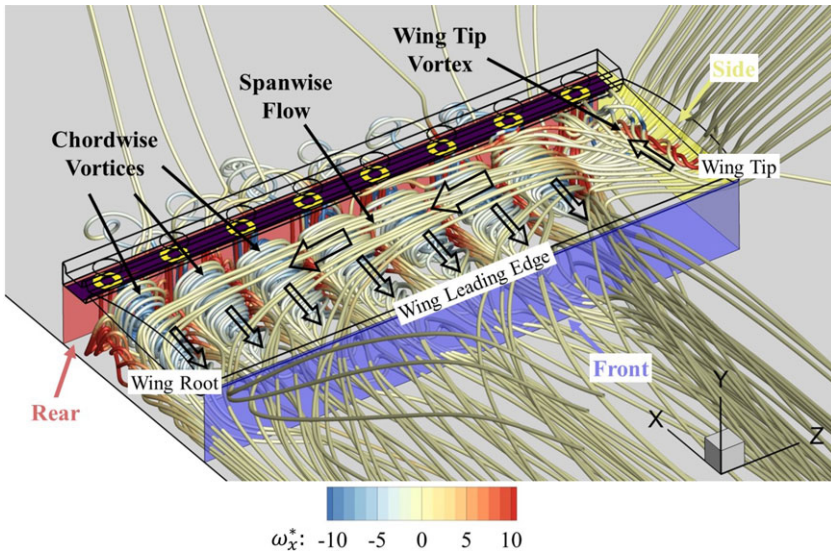 Wing Tip
Vortex
Side
Spanwise
Flow
Chordwise
Vortices
Wing Tip
Wing Leading Edge
Wing Root
Front
Rear
Y
X
Z
ω*x: -10 -5 0 5 10